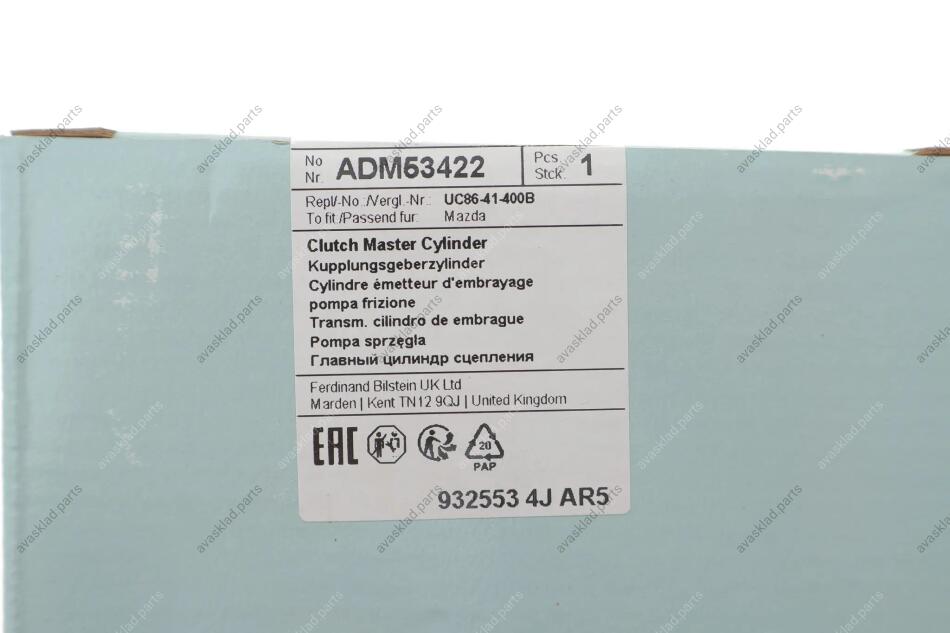 No
Nr. ADM53422 Pcs. Stck. 1
Repl/-No.:/Vergl.-Nr.: UC86-41-400B
To fit:/Passend fur: Mazda
Clutch Master Cylinder
Kupplungsgeberzylinder
Cylindre émetteur d'embrayage
pompa frizione
Transm. cilindro de embrague
Pompa sprzęgla
Главный цилиндр сцепления
Ferdinand Bilstein UK Ltd
Marden | Kent TN12 9QJ | United Kingdom
EAC
20
PAP
932553 4J AR5
avasklad.parts